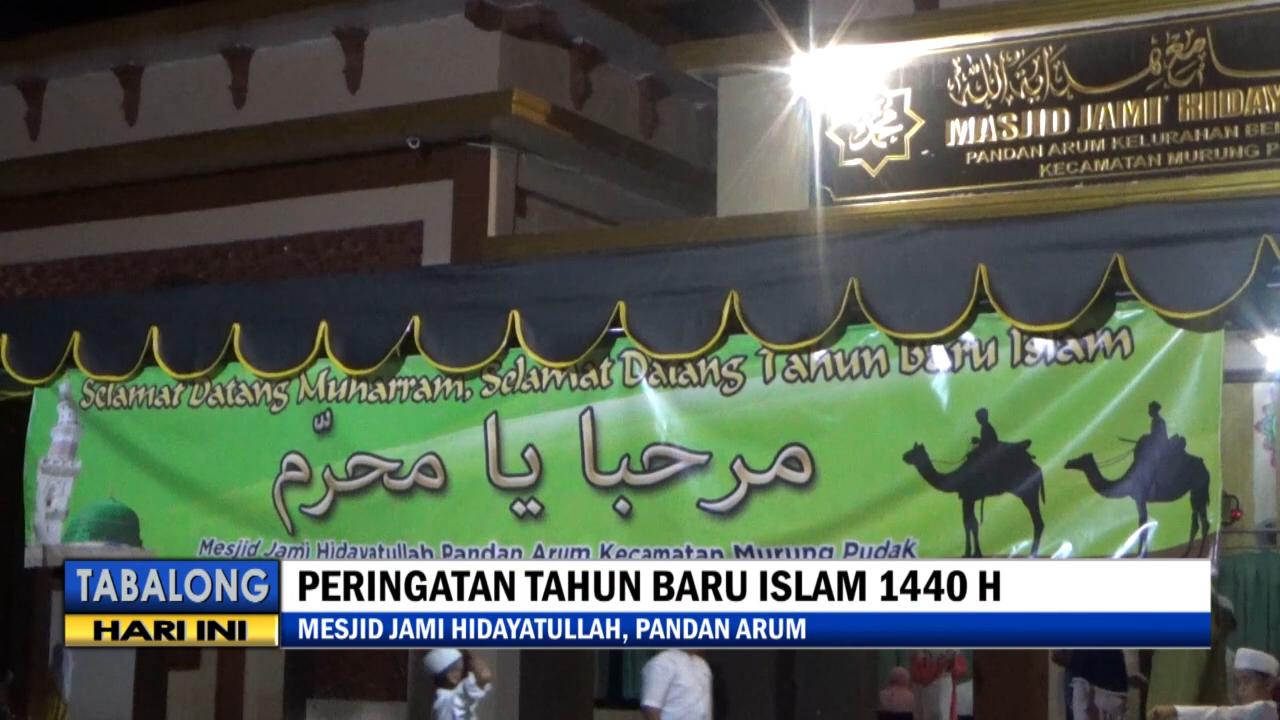 جامع هداية الله
محمد
MASJID JAMI' HIDAY
PANDAN ARUM KELURAHAN BE
KECAMATAN MURUNG P
Selamat Datang Muharram, Selamat Datang Tahun Baru Islam
مرحبا يا محرّم
Mesjid Jami Hidayatullah Pandan Arum Kecamatan Murung Pudak
TABALONG
HARI INI
PERINGATAN TAHUN BARU ISLAM 1440 H
MESJID JAMI HIDAYATULLAH, PANDAN ARUM